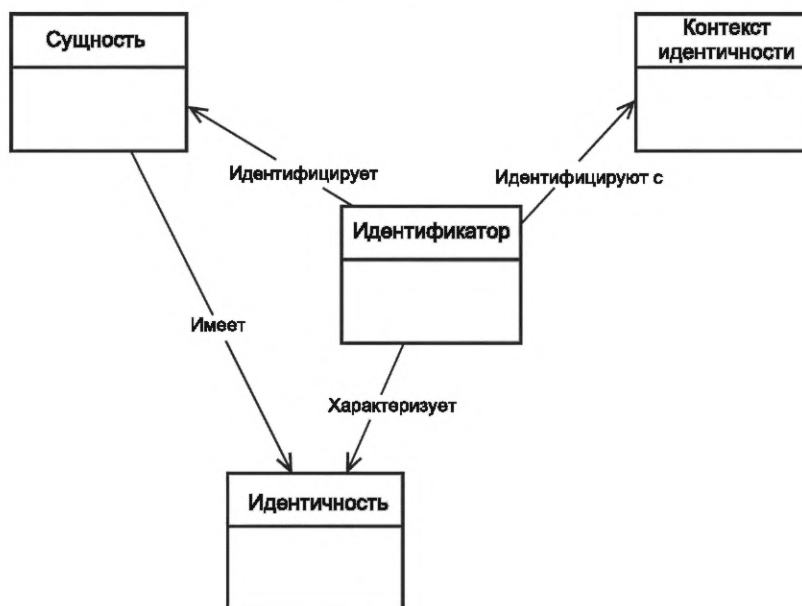 Сущность
Контекст
идентичности
Идентифицирует
Идентифицируют с
Идентификатор
Имеет
Характеризует
Идентичность